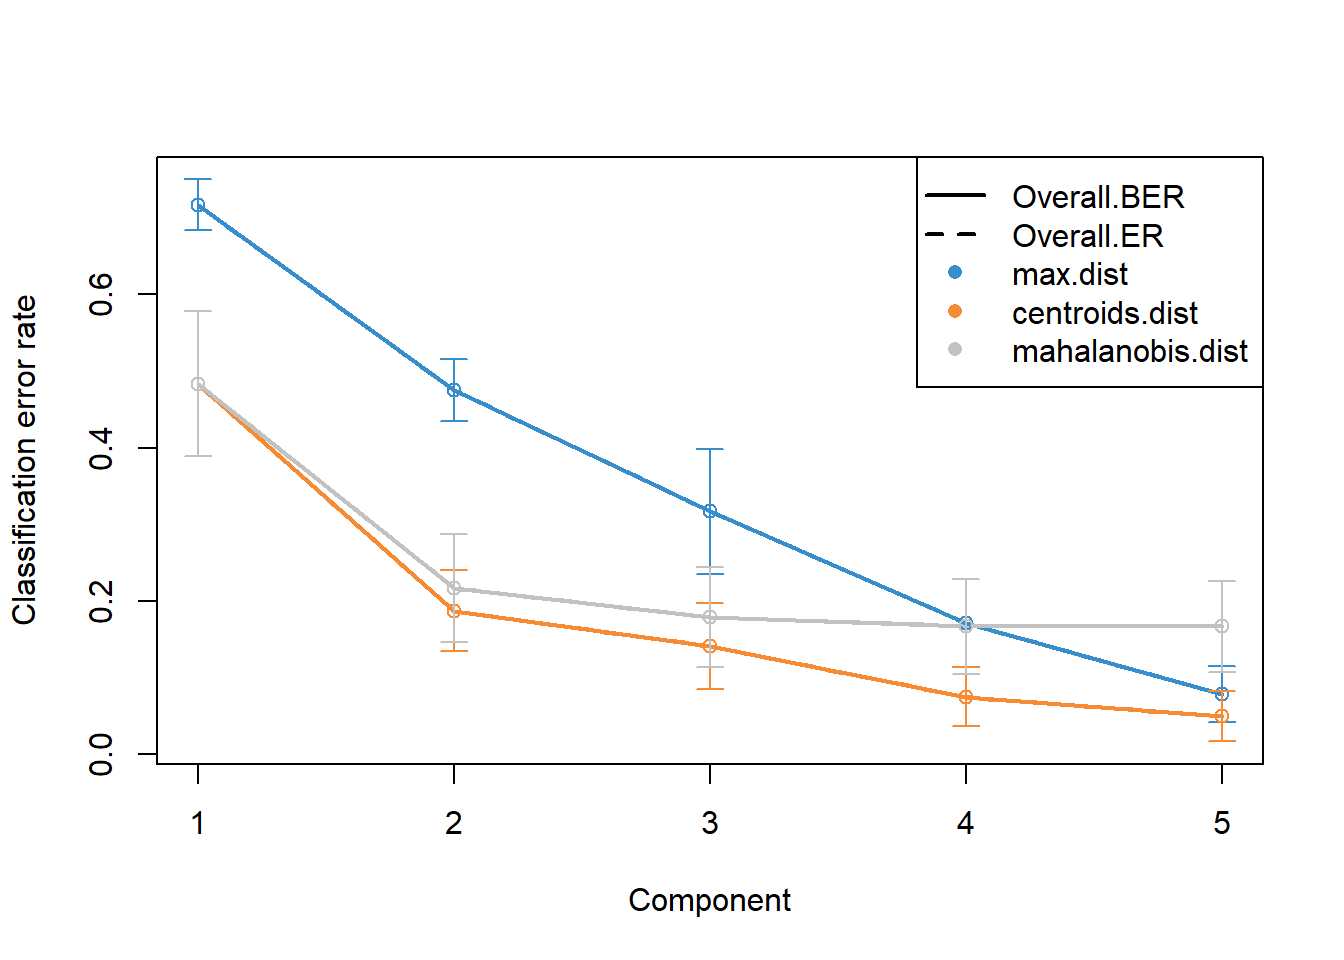 Overall.BER
Overall.ER
max.dist
centroids.dist
mahalanobis.dist
Classification error rate
0.6
0.4
0.2
0.0
1 2 3 4 5
Component